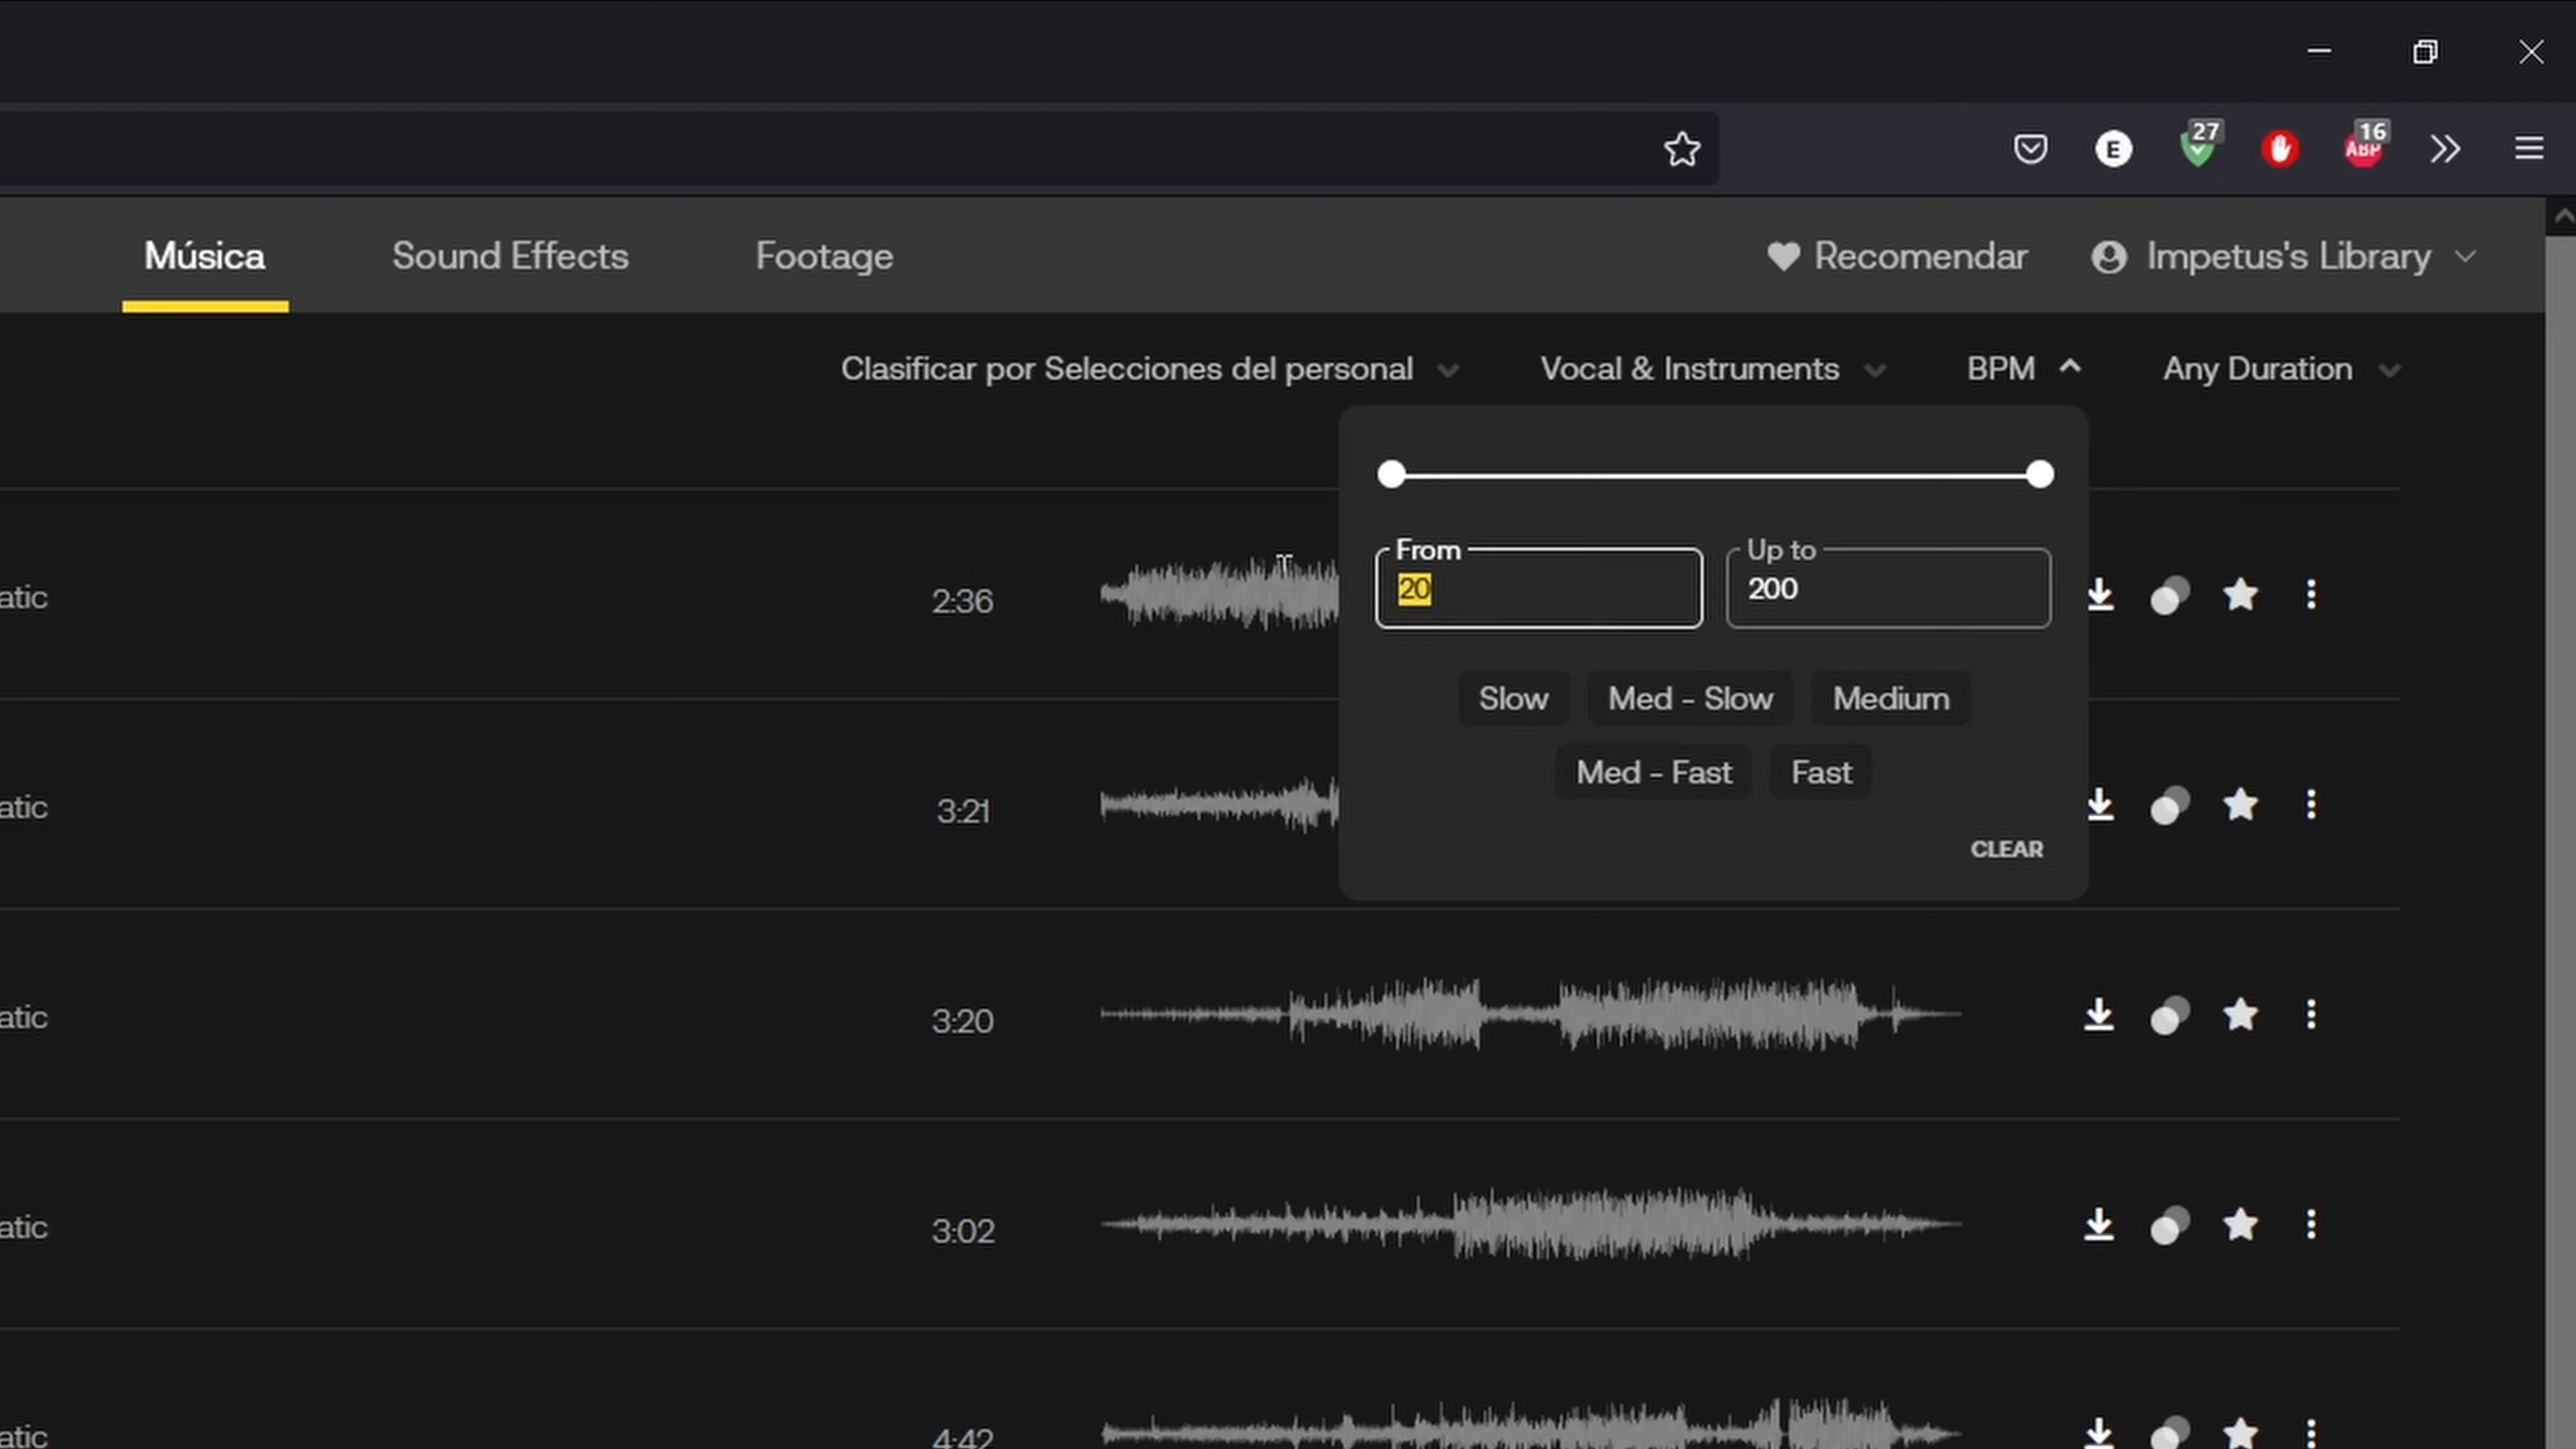 E
27
ABP
16
Música
Sound Effects
Footage
Recomendar
Impetus's Library
Clasificar por Selecciones del personal
Vocal & Instruments
BPM
Any Duration
From
20
Up to
200
Slow
Med - Slow
Medium
Med - Fast
Fast
CLEAR
atic
2:36
atic
3:21
atic
3:20
atic
3:02
atic
4:42